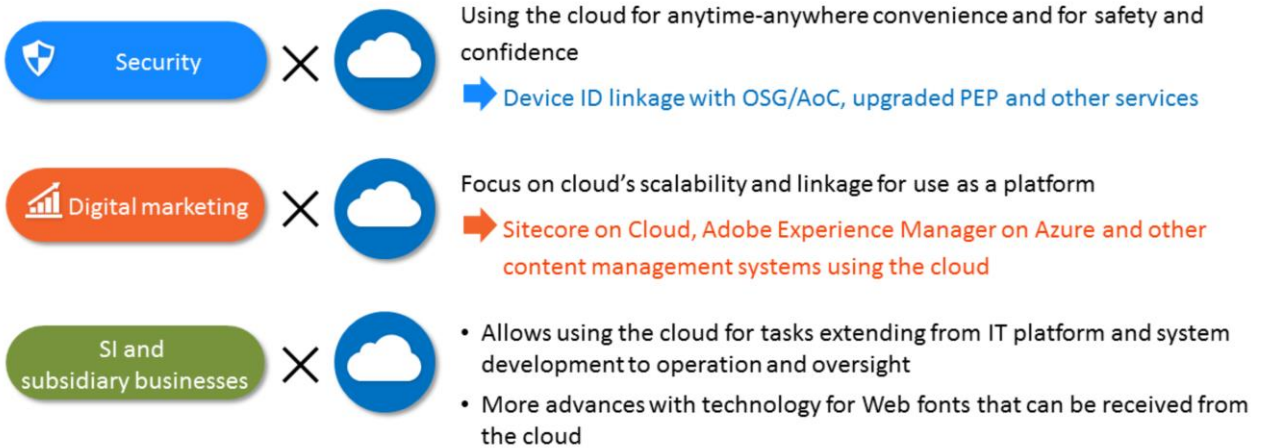 Security
Using the cloud for anytime-anywhere convenience and for safety and
confidence
Device ID linkage with OSG/AoC, upgraded PEP and other services
Digital marketing
Focus on cloud's scalability and linkage for use as a platform
Sitecore on Cloud, Adobe Experience Manager on Azure and other
content management systems using the cloud
SI and
subsidiary businesses
• Allows using the cloud for tasks extending from IT platform and system
development to operation and oversight
• More advances with technology for Web fonts that can be received from
the cloud